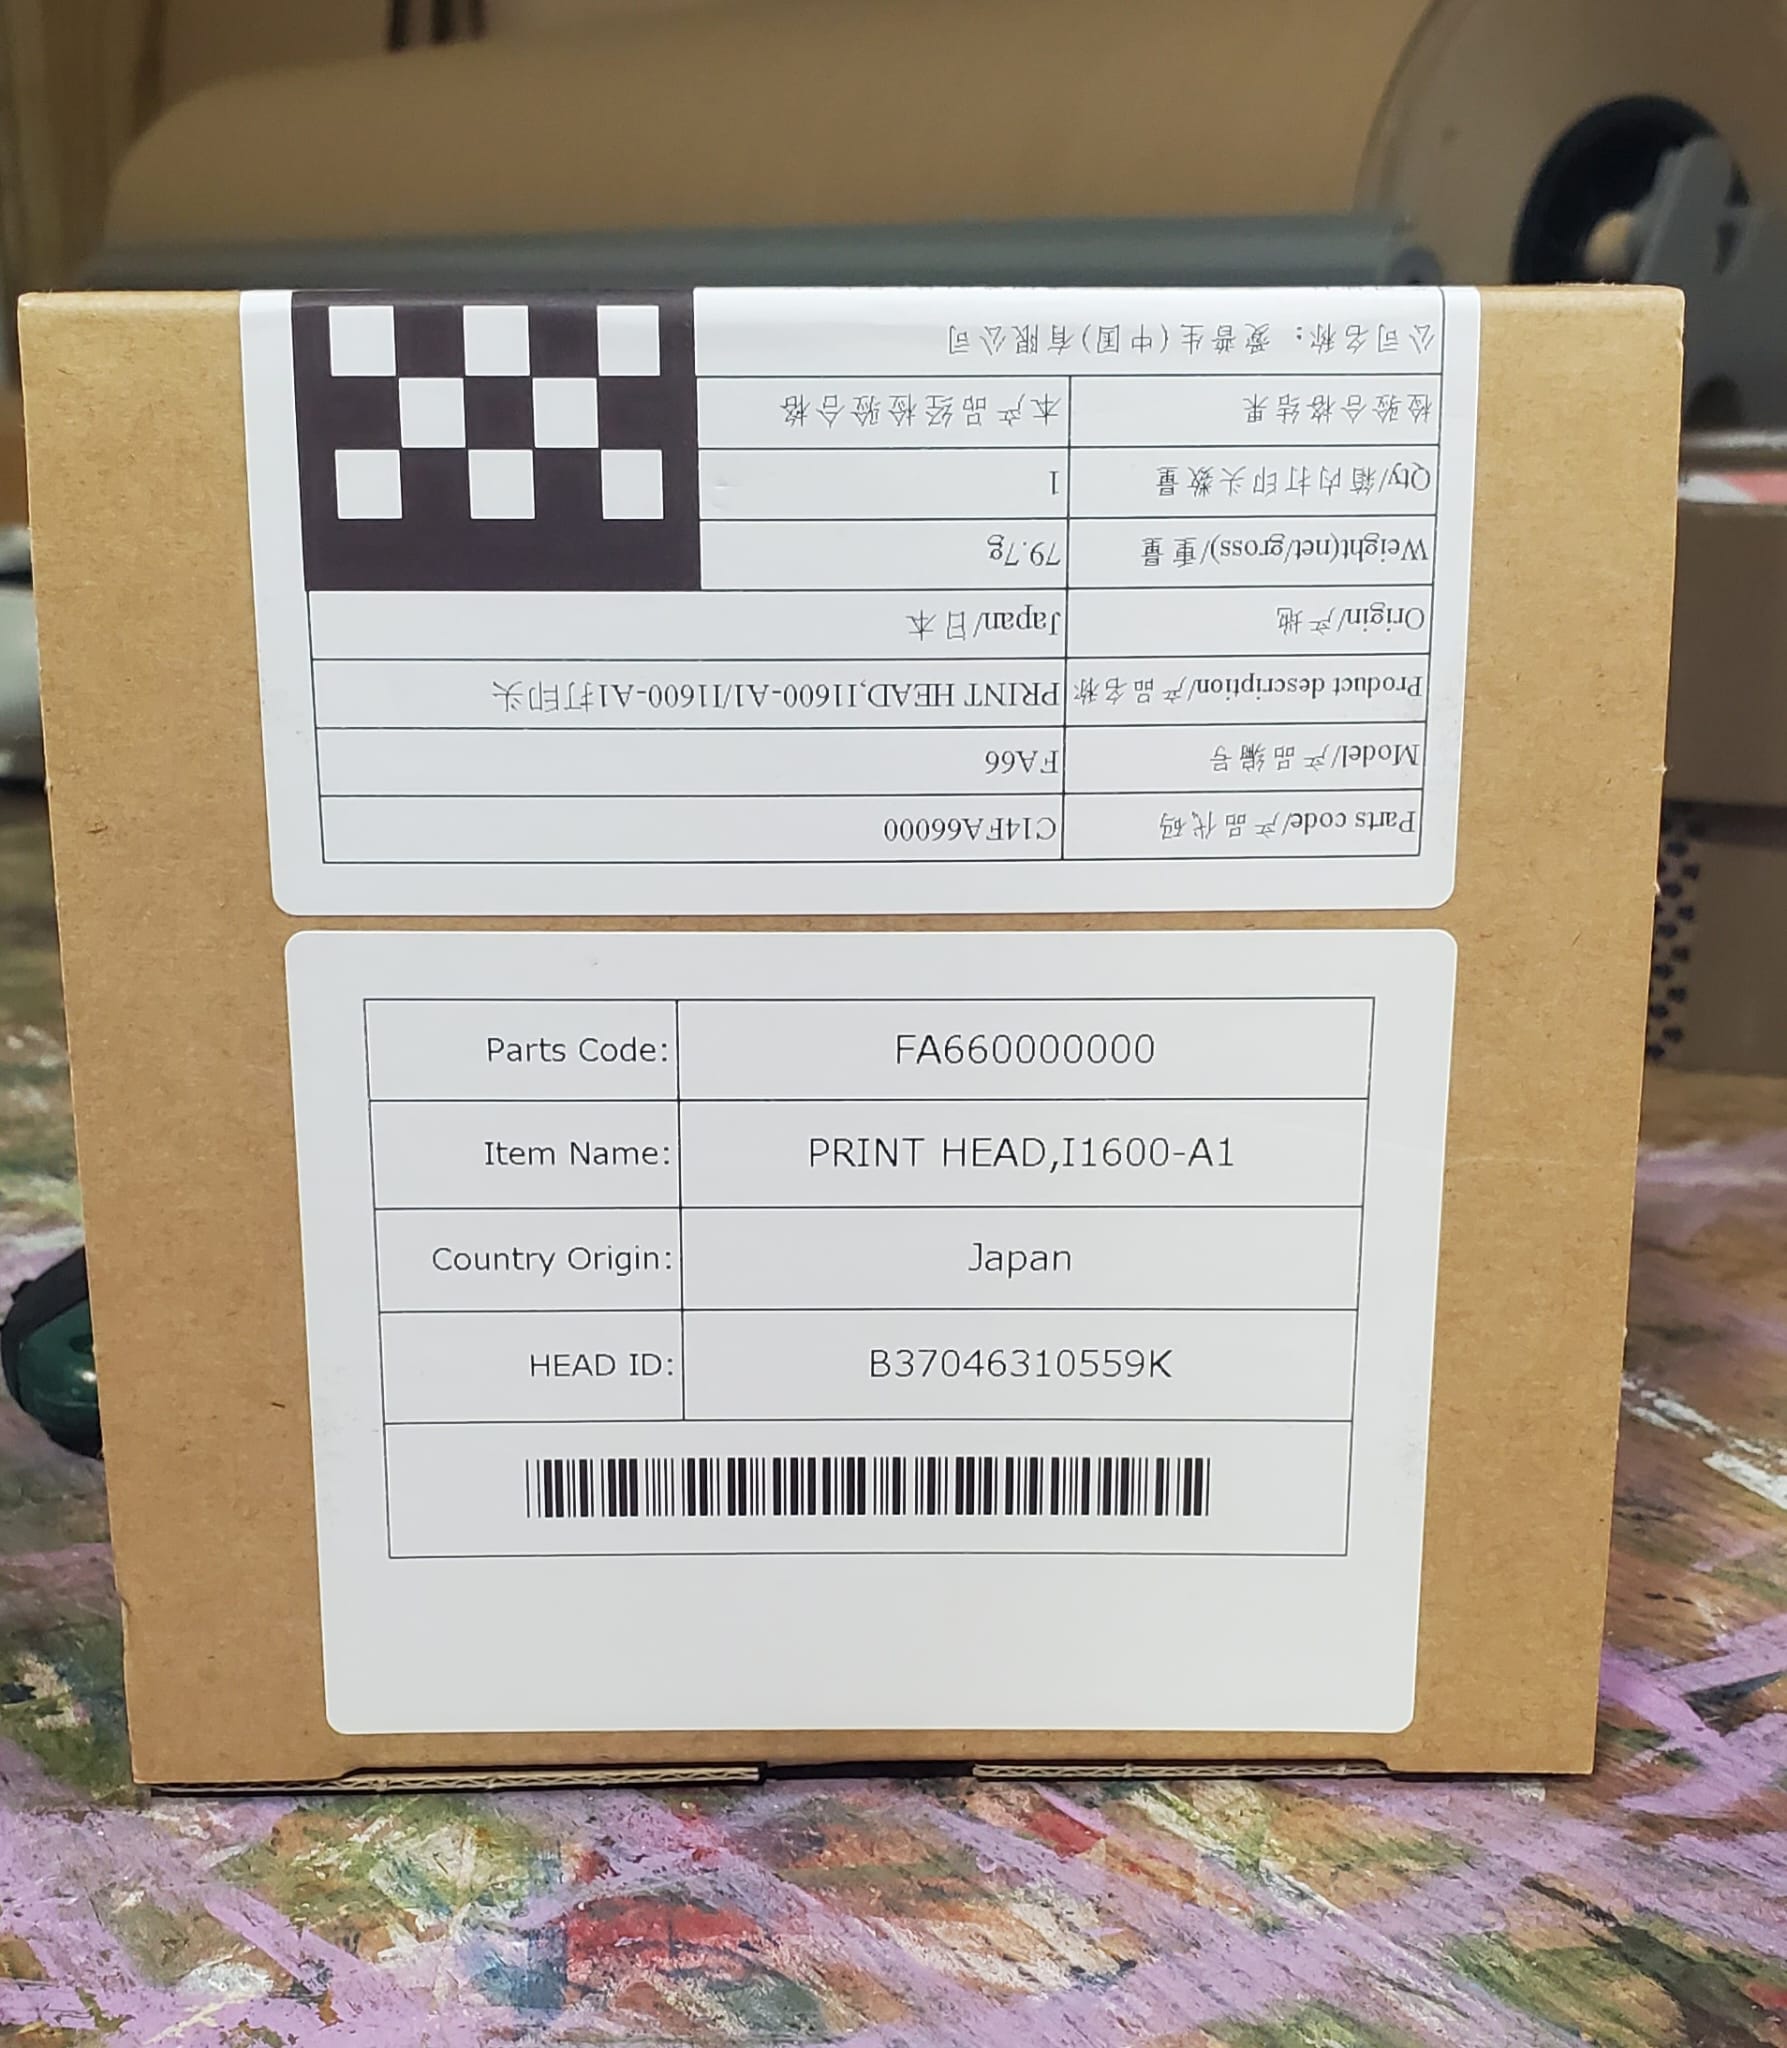 公司名称: 爱普生(中国)有限公司
检验合格结果 本产品经检验合格
Qty/箱内打印头数量 1
Weight(net/gross)/重量 79.7g
Origin/产地 Japan/日本
Product description/产品名称 PRINT HEAD,I1600-A1/I1600-A1打印头
Model/产品编号 FA66
Parts code/产品代码 C14FA66000
Parts Code: FA660000000
Item Name: PRINT HEAD,I1600-A1
Country Origin: Japan
HEAD ID: B37046310559K